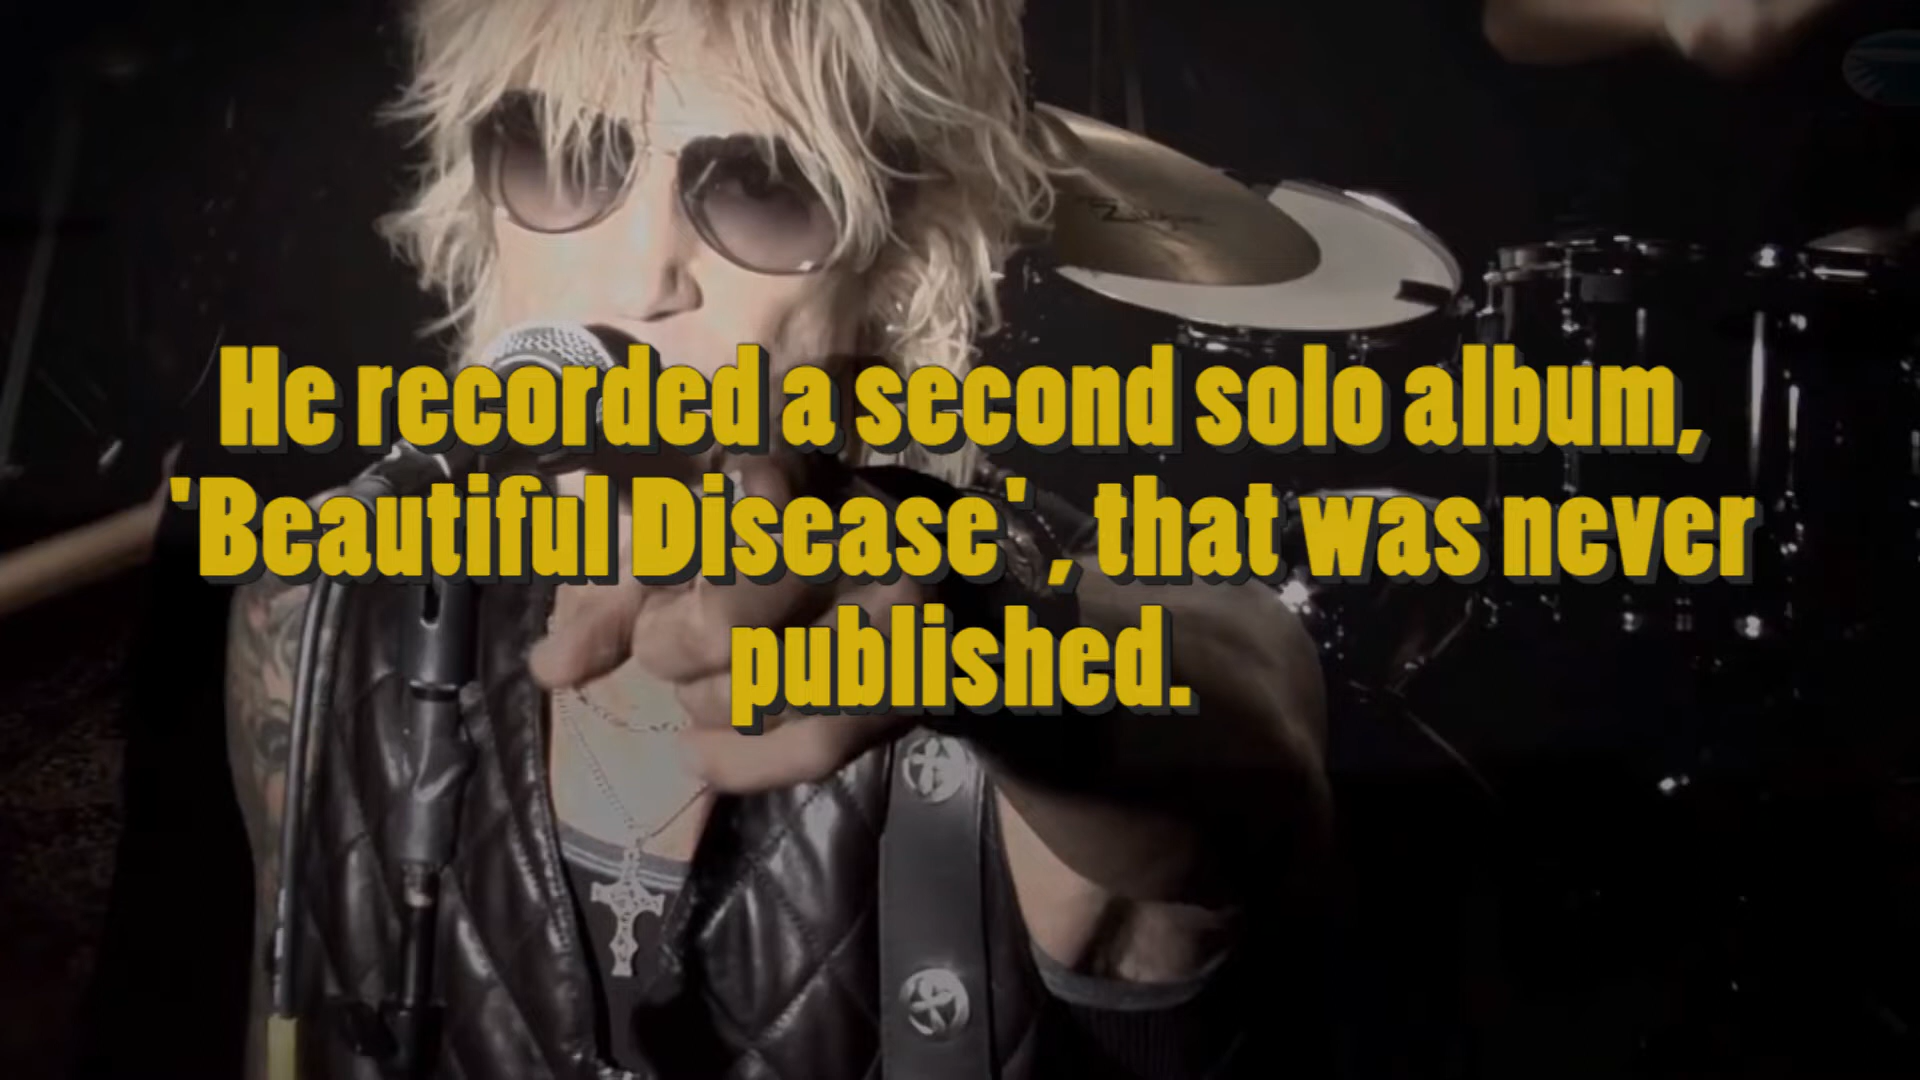 He recorded a second solo album,
'Beautiful Disease', that was never
published.